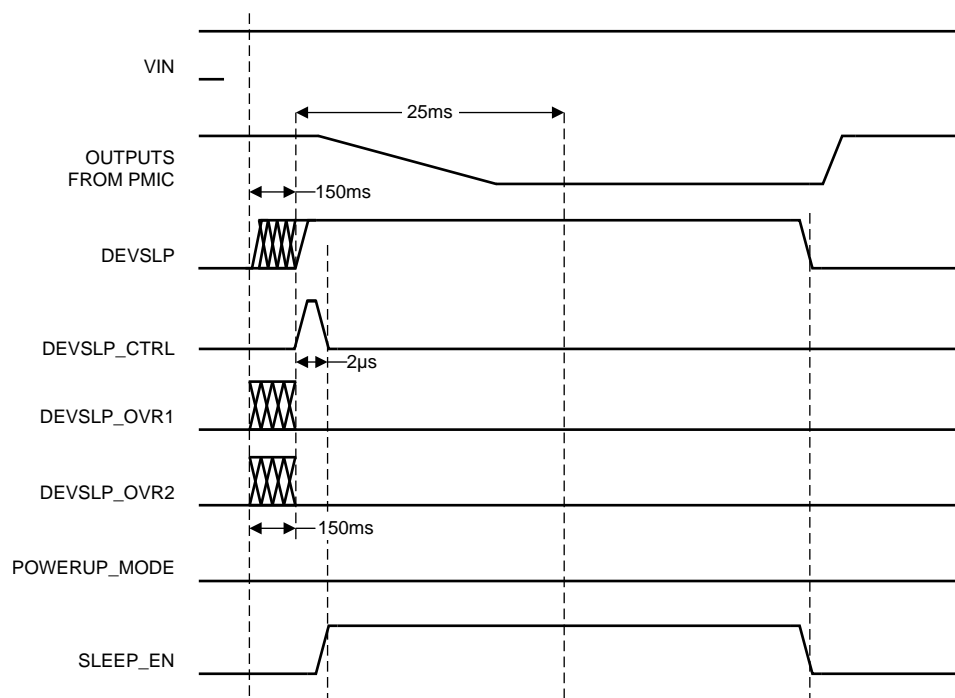 VIN
25ms
OUTPUTS
FROM PMIC
150ms
DEVSLP
DEVSLP_CTRL
2µs
DEVSLP_OVR1
DEVSLP_OVR2
150ms
POWERUP_MODE
SLEEP_EN